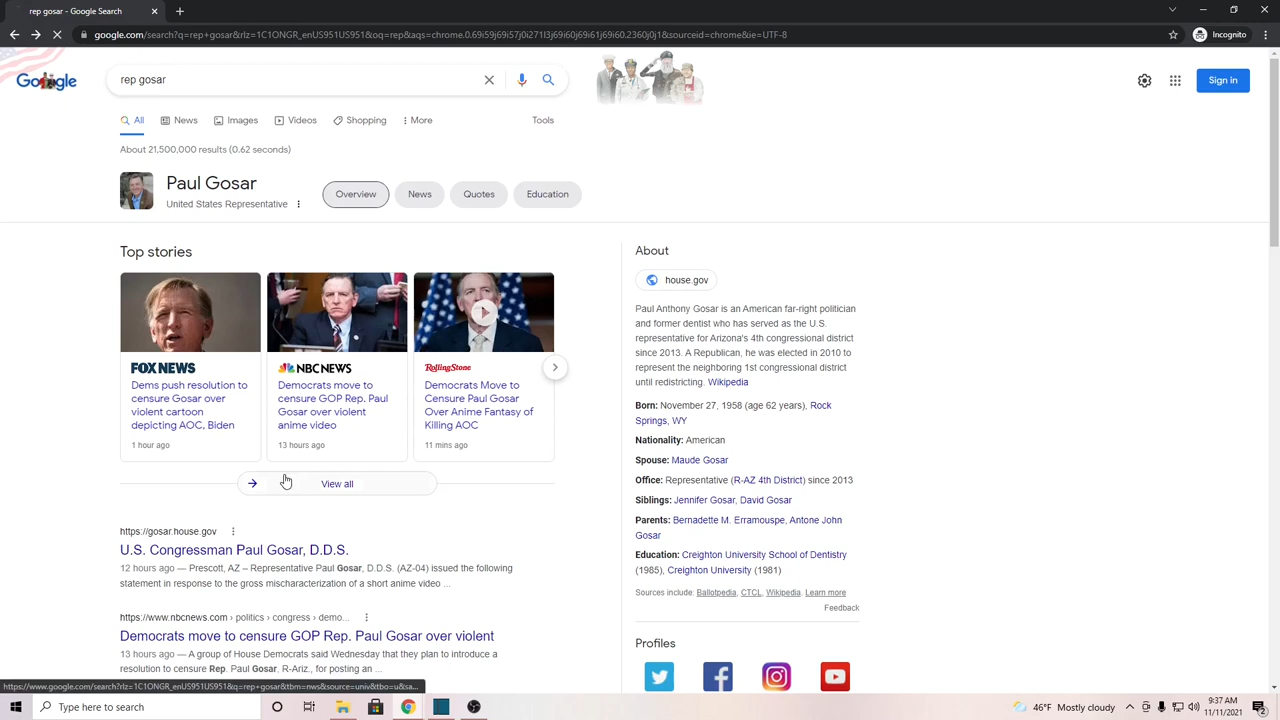 google.com/search?q=rep+gosar&rlz=1C1ONGR_enUS951US951&oq=rep&aqs=chrome.0.69i59j69i57j0i271l3j69i60j69i61j69i60.2360j0j1&sourceid=chrome&ie=UTF-8
Incognito
Google
rep gosar
Sign in
All
News
Images
Videos
Shopping
More
Tools
About 21,500,000 results (0.62 seconds)
Paul Gosar
United States Representative
Overview
News
Quotes
Education
Top stories
FOX NEWS
Dems push resolution to
censure Gosar over
violent cartoon
depicting AOC, Biden
1 hour ago
NBC NEWS
Democrats move to
censure GOP Rep. Paul
Gosar over violent
anime video
13 hours ago
RollingStone
Democrats Move to
Censure Paul Gosar
Over Anime Fantasy of
Killing AOC
11 mins ago
View all
https://gosar.house.gov
U.S. Congressman Paul Gosar, D.D.S.
12 hours ago — Prescott, AZ – Representative Paul Gosar, D.D.S. (AZ-04) issued the following
statement in response to the gross mischaracterization of a short anime video ...
https://www.nbcnews.com › politics › congress › demo...
Democrats move to censure GOP Rep. Paul Gosar over violent
13 hours ago — A group of House Democrats said Wednesday that they plan to introduce a
resolution to censure Rep. Paul Gosar. R-Ariz., for posting an ...
About
house.gov
Paul Anthony Gosar is an American far-right politician
and former dentist who has served as the U.S.
representative for Arizona's 4th congressional district
since 2013. A Republican, he was elected in 2010 to
represent the neighboring 1st congressional district
until redistricting. Wikipedia
Born: November 27, 1958 (age 62 years), Rock
Springs, WY
Nationality: American
Spouse: Maude Gosar
Office: Representative (R-AZ 4th District) since 2013
Siblings: Jennifer Gosar, David Gosar
Parents: Bernadette M. Erramouspe, Antone John
Gosar
Education: Creighton University School of Dentistry
(1985), Creighton University (1981)
Sources include: Ballotpedia, CTCL, Wikipedia. Learn more
Feedback
Profiles
https://www.google.com/search?rlz=1C1ONGR_enUS951US951&q=rep+gosar&tbm=nws&source=univ&tbo=u&sa...
Type here to search
46°F Mostly cloudy
9:37 AM
11/11/2021
2